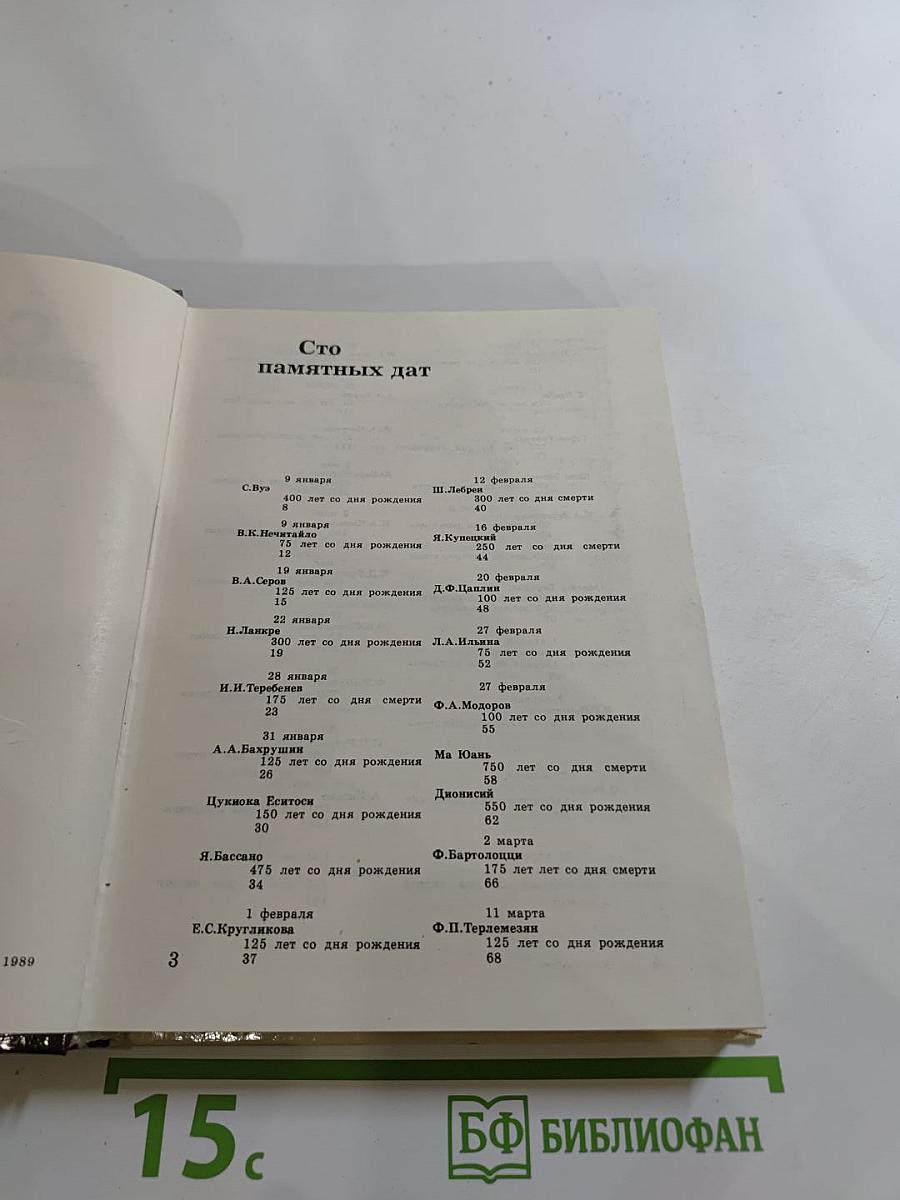 Сто
памятных дат
9 января
С.Вуэ
400 лет со дня рождения
8
9 января
В.К.Нечитайло
75 лет со дня рождения
12
19 января
В.А.Серов
125 лет со дня рождения
15
22 января
Н.Ланкре
300 лет со дня рождения
19
28 января
И.И.Теребенев
175 лет со дня смерти
23
31 января
А.А.Бахрушин
125 лет со дня рождения
26
Цукиока Еситоси
150 лет со дня рождения
30
Я.Бассано
475 лет со дня рождения
34
1 февраля
Е.С.Кругликова
125 лет со дня рождения
37
12 февраля
Ш.Лебрен
300 лет со дня смерти
40
16 февраля
Я.Купецкий
250 лет со дня смерти
44
20 февраля
Д.Ф.Цаплин
100 лет со дня рождения
48
27 февраля
Л.А.Ильина
75 лет со дня рождения
52
27 февраля
Ф.А.Модоров
100 лет со дня рождения
55
Ма Юань
750 лет со дня смерти
58
Дионисий
550 лет со дня рождения
62
2 марта
Ф.Бартолоцци
175 лет лет со дня смерти
66
11 марта
Ф.П.Терлемезян
125 лет со дня рождения
68
3
1989
15 с
БФ БИБЛИОФАН